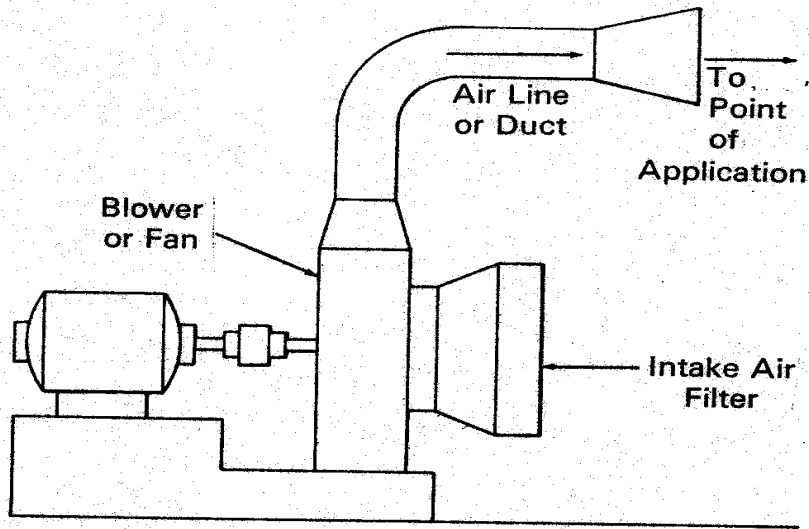 Air Line
or Duct
To
Point
of
Application
Blower
or Fan
Intake Air
Filter